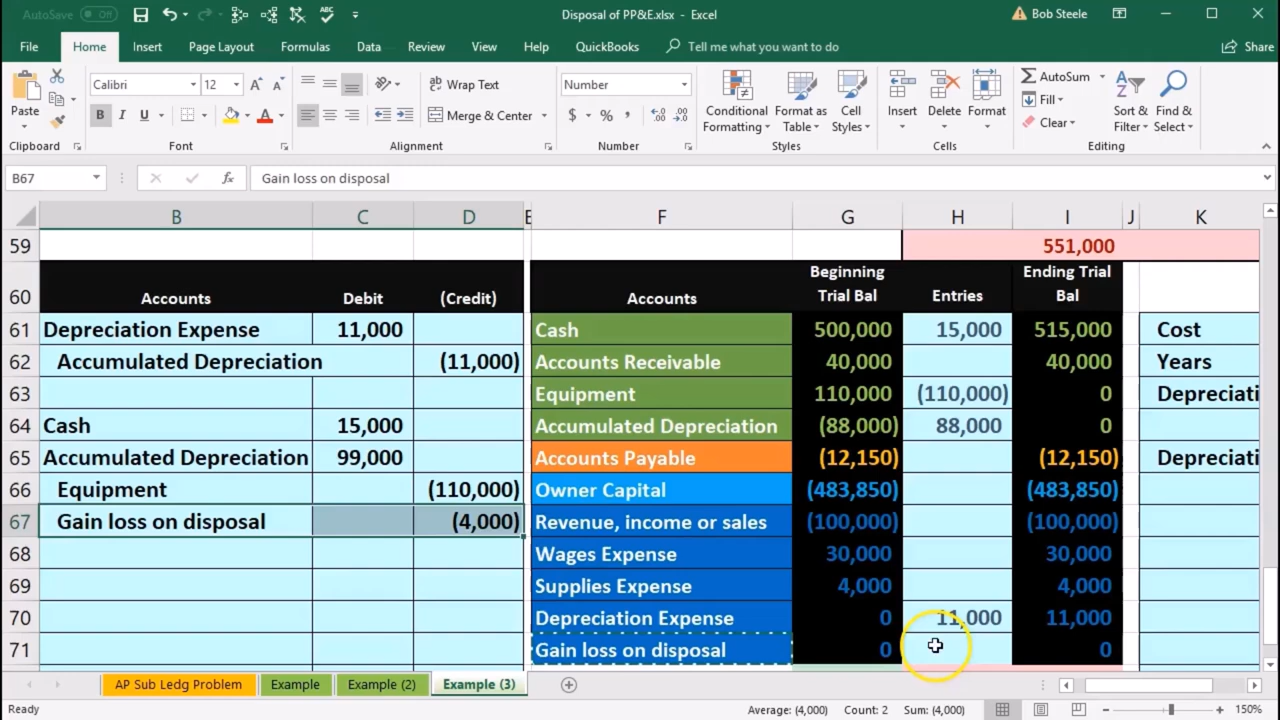 AutoSave Off Disposal of PP&E.xlsx - Excel Bob Steele
File Home Insert Page Layout Formulas Data Review View Help QuickBooks Tell me what you want to do Share
Paste Calibri 12 Wrap Text Number Conditional Formatting Format as Table Cell Styles Insert Delete Format AutoSum Sort & Filter Find & Select
B I U Merge & Center $ % Fill
Clear
Clipboard Font Alignment Number Styles Cells Editing
B67 fx Gain loss on disposal
B C D E F G H I J K
59 551,000
60 Accounts Debit (Credit) Accounts Beginning Trial Bal Entries Ending Trial Bal
61 Depreciation Expense 11,000 Cash 500,000 15,000 515,000 Cost
62 Accumulated Depreciation (11,000) Accounts Receivable 40,000 40,000 Years
63 Equipment 110,000 (110,000) 0 Depreciati
64 Cash 15,000 Accumulated Depreciation (88,000) 88,000 0
65 Accumulated Depreciation 99,000 Accounts Payable (12,150) (12,150) Depreciati
66 Equipment (110,000) Owner Capital (483,850) (483,850)
67 Gain loss on disposal (4,000) Revenue, income or sales (100,000) (100,000)
68 Wages Expense 30,000 30,000
69 Supplies Expense 4,000 4,000
70 Depreciation Expense 0 11,000 11,000
71 Gain loss on disposal 0 0
AP Sub Ledg Problem Example Example (2) Example (3)
Ready Average: (4,000) Count: 2 Sum: (4,000) 150%